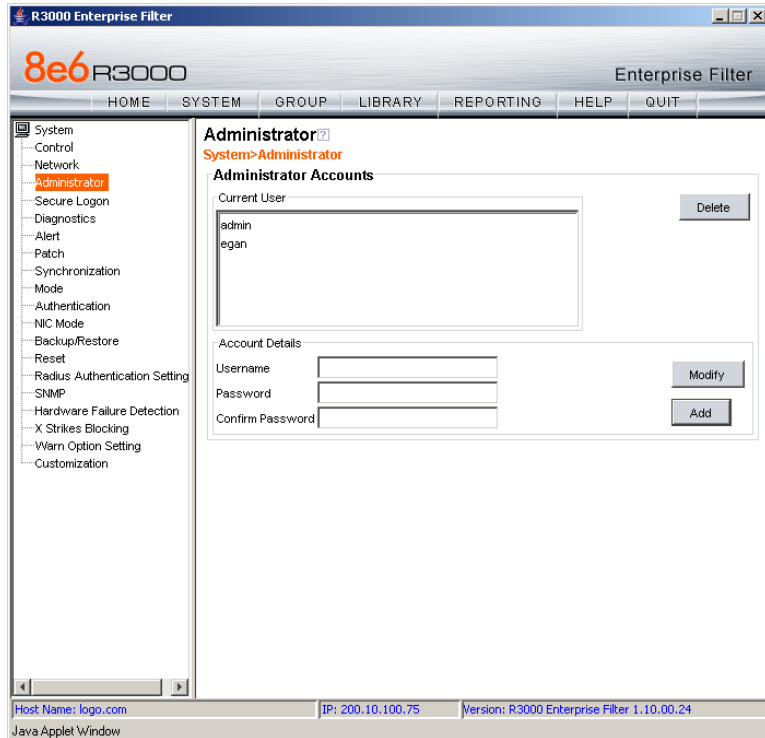 R3000 Enterprise Filter
8e6 R3000
Enterprise Filter
HOME SYSTEM GROUP LIBRARY REPORTING HELP QUIT
System
Control
Network
Administrator
Secure Logon
Diagnostics
Alert
Patch
Synchronization
Mode
Authentication
NIC Mode
Backup/Restore
Reset
Radius Authentication Setting
SNMP
Hardware Failure Detection
X Strikes Blocking
Warn Option Setting
Customization
Administrator ?
System>Administrator
Administrator Accounts
Current User
admin
egan
Delete
Account Details
Username
Password
Confirm Password
Modify
Add
Host Name: logo.com
IP: 200.10.100.75
Version: R3000 Enterprise Filter 1.10.00.24
Java Applet Window